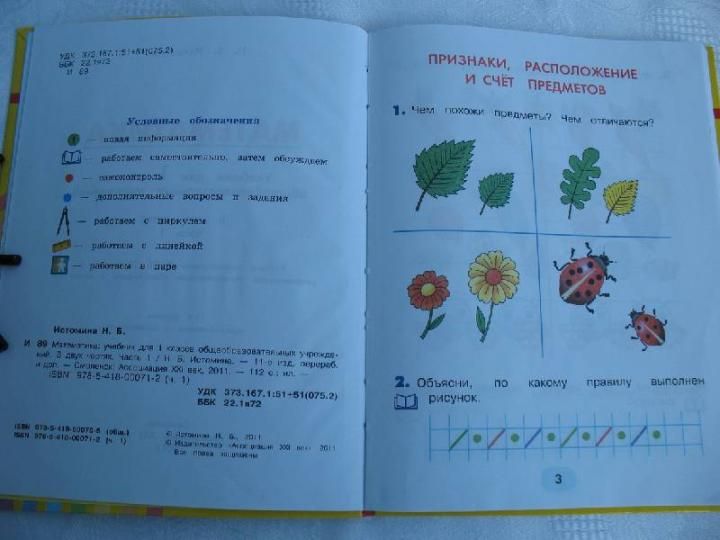 УДК 373.167.1:51+51(075.2)
ББК 22.1я72
И 89
Условные обозначения
1 — новая информация
— работаем самостоятельно, затем обсуждаем
— самоконтроль
— дополнительные вопросы и задания
— работаем с циркулем
— работаем с линейкой
— работаем в паре
Истомина Н. Б.
И 89 Математика: учебник для 1 класса общеобразовательных учрежде-
ний. В двух частях. Часть 1 / Н. Б. Истомина. — 11-е изд., перераб.
и доп. — Смоленск: Ассоциация XXI век, 2011. — 112 с.: ил. —
ISBN 978-5-418-00071-2 (ч. 1)
УДК 373.167.1:51+51(075.2)
ББК 22.1я72
ISBN 978-5-418-00070-5 (общ.)
ISBN 978-5-418-00071-2 (ч. 1)
© Истомина Н. Б., 2011
© Издательство «Ассоциация XXI век», 2011
Все права защищены
ПРИЗНАКИ, РАСПОЛОЖЕНИЕ
И СЧЁТ ПРЕДМЕТОВ
1. Чем похожи предметы? Чем отличаются?
2. Объясни, по какому правилу выполнен
рисунок.
3